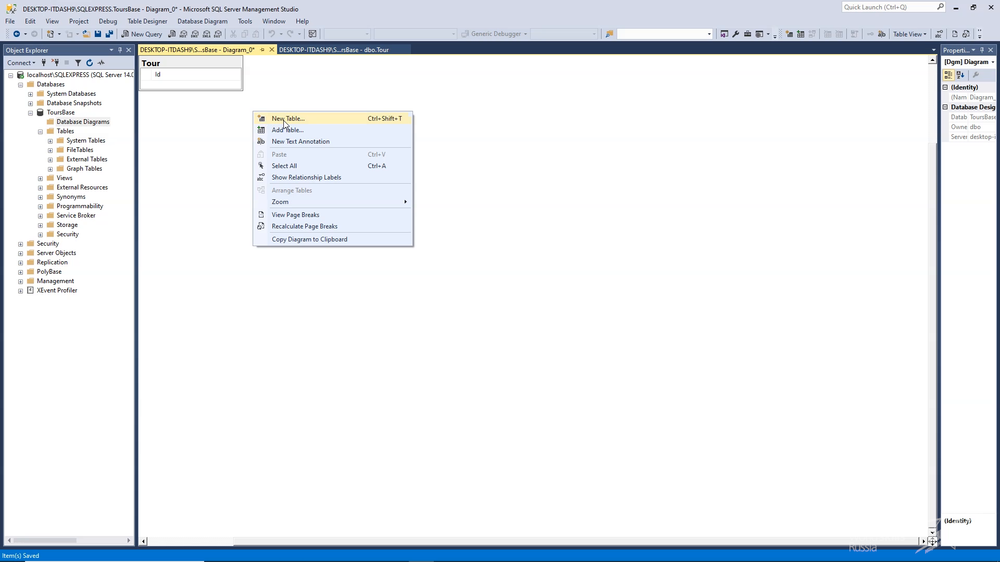 DESKTOP-ITDASH9\SQLEXPRESS.ToursBase - Diagram_0* - Microsoft SQL Server Management Studio
Quick Launch (Ctrl+Q)
File Edit View Project Debug Table Designer Database Diagram Tools Window Help
New Query
Generic Debugger
Table View
Object Explorer
DESKTOP-ITDASH9\S...sBase - Diagram_0*
DESKTOP-ITDASH9\S...rsBase - dbo.Tour
Properti...
Connect
[Dgm] Diagram
Tour
Id
localhost\SQLEXPRESS (SQL Server 14.0
Databases
System Databases
Database Snapshots
ToursBase
Database Diagrams
Tables
System Tables
FileTables
External Tables
Graph Tables
Views
External Resources
Synonyms
Programmability
Service Broker
Storage
Security
Security
Server Objects
Replication
PolyBase
Management
XEvent Profiler
New Table... Ctrl+Shift+T
Add Table...
New Text Annotation
Paste Ctrl+V
Select All Ctrl+A
Show Relationship Labels
Arrange Tables
Zoom
View Page Breaks
Recalculate Page Breaks
Copy Diagram to Clipboard
(Identity)
(Nam Diagram_
Database Desig
Datab ToursBase
Owne dbo
Server desktop-i
(Identity)
Russia
Item(s) Saved